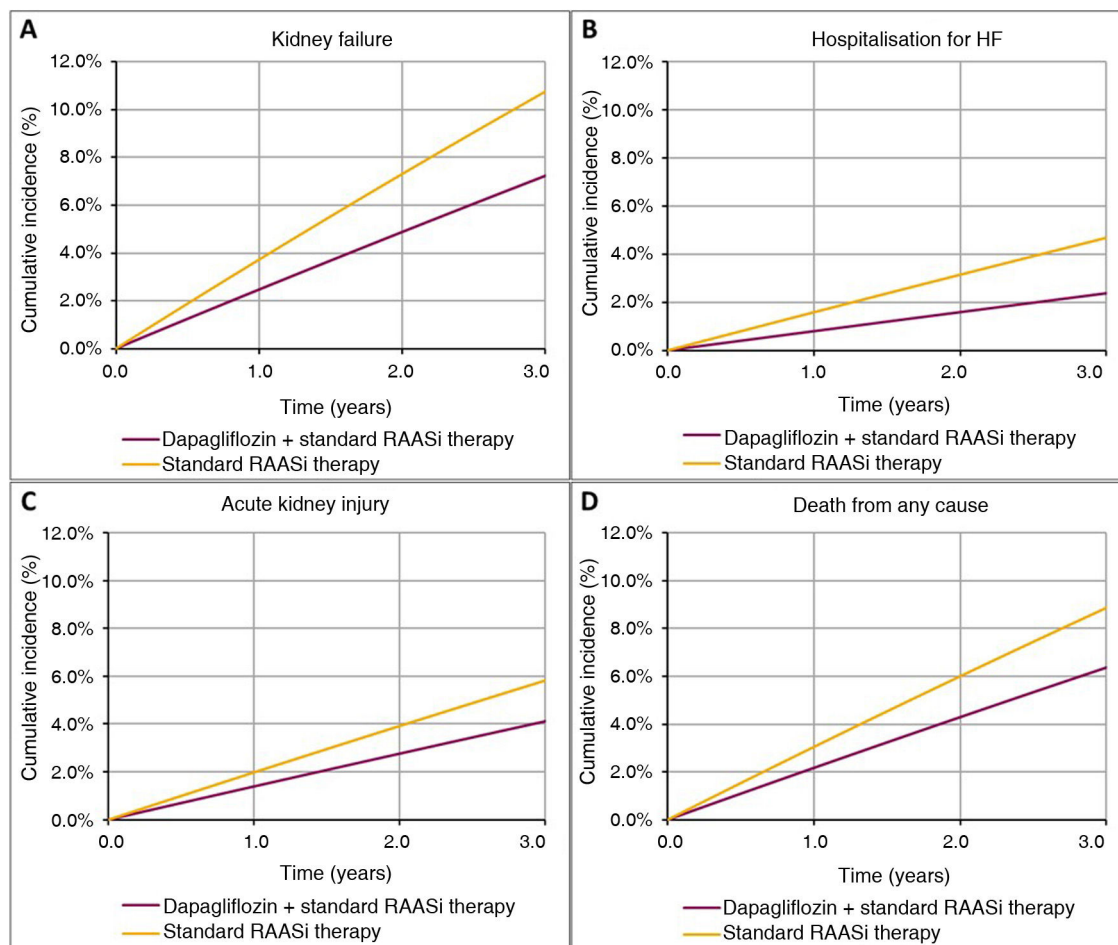 A
Kidney failure
Cumulative incidence (%)
12.0%
10.0%
8.0%
6.0%
4.0%
2.0%
0.0%
0.0 1.0 2.0 3.0
Time (years)
Dapagliflozin + standard RAASi therapy
Standard RAASi therapy
B
Hospitalisation for HF
Cumulative incidence (%)
12.0%
10.0%
8.0%
6.0%
4.0%
2.0%
0.0%
0.0 1.0 2.0 3.0
Time (years)
Dapagliflozin + standard RAASi therapy
Standard RAASi therapy
C
Acute kidney injury
Cumulative incidence (%)
12.0%
10.0%
8.0%
6.0%
4.0%
2.0%
0.0%
0.0 1.0 2.0 3.0
Time (years)
Dapagliflozin + standard RAASi therapy
Standard RAASi therapy
D
Death from any cause
Cumulative incidence (%)
12.0%
10.0%
8.0%
6.0%
4.0%
2.0%
0.0%
0.0 1.0 2.0 3.0
Time (years)
Dapagliflozin + standard RAASi therapy
Standard RAASi therapy